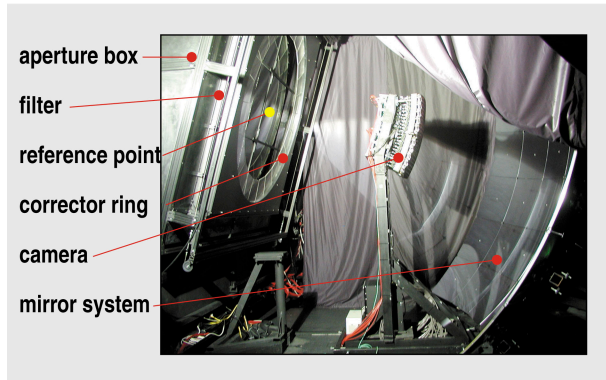 aperture box
filter
reference point
corrector ring
camera
mirror system